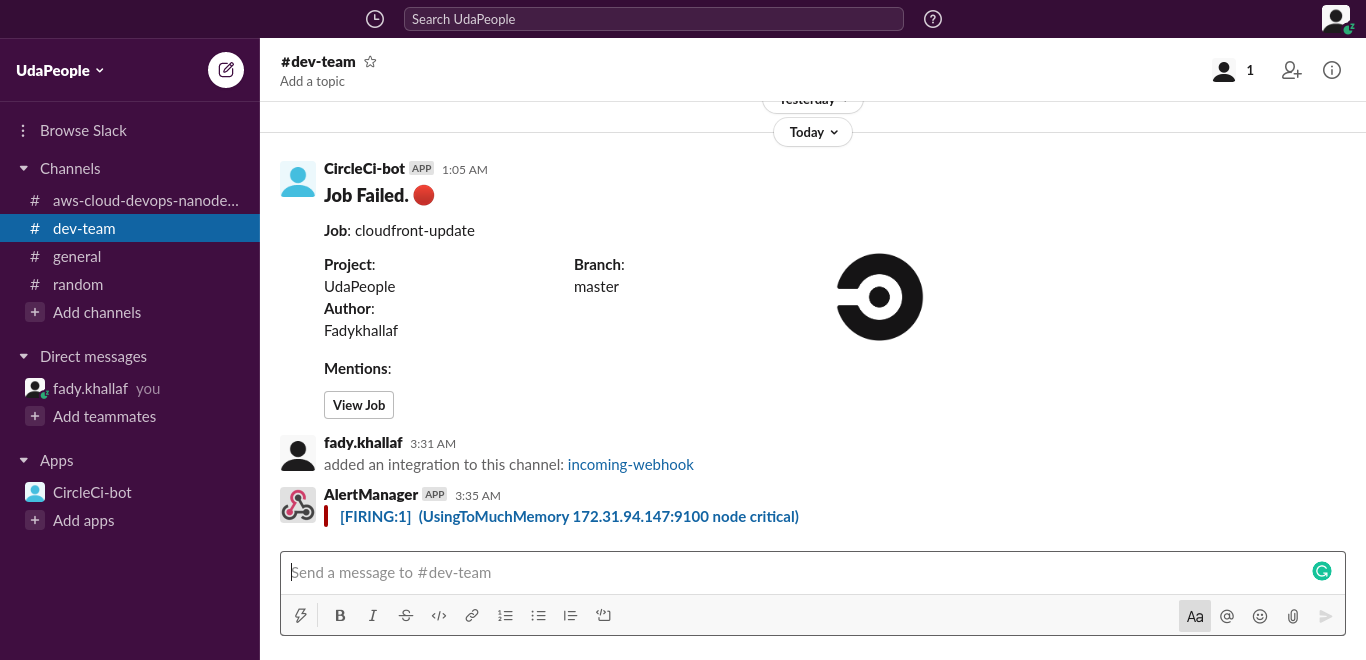 Search UdaPeople
UdaPeople
Browse Slack
Channels
# aws-cloud-devops-nanode...
# dev-team
# general
# random
+ Add channels
Direct messages
fady.khallaf you
+ Add teammates
Apps
CircleCi-bot
+ Add apps
#dev-team
Add a topic
1
Yesterday
Today
CircleCi-bot APP 1:05 AM
Job Failed.
Job: cloudfront-update
Project: Branch:
UdaPeople master
Author:
Fadykhallaf
Mentions:
View Job
fady.khallaf 3:31 AM
added an integration to this channel: incoming-webhook
AlertManager APP 3:35 AM
[FIRING:1] (UsingToMuchMemory 172.31.94.147:9100 node critical)
Send a message to #dev-team
B I S </> Aa @